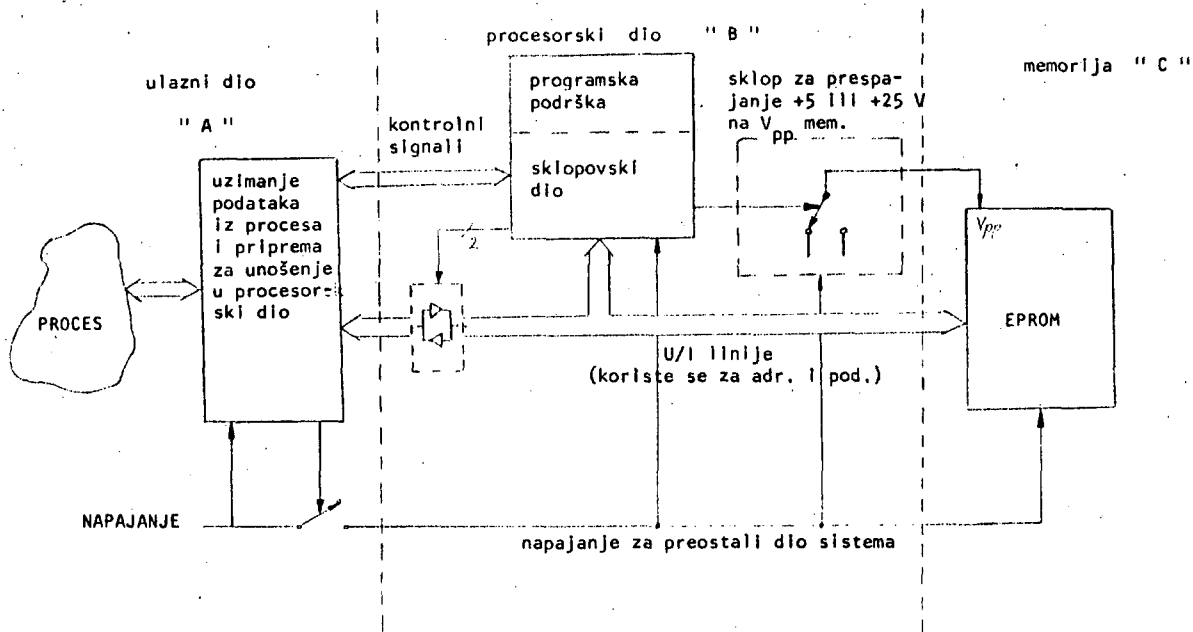 procesorski dio " B "
ulazni dio
" A "
memorija " C "
programska
podrška
sklopovski
dio
sklop za prespa-
janje +5 ili +25 V
na Vpp mem.
kontrolni
signali
uzimanje
podataka
iz procesa
i priprema
za unošenje
u procesor-
ski dio
2
Vpp
PROCES
EPROM
U/I linije
(koriste se za adr. i pod.)
NAPAJANJE
napajanje za preostali dio sistema